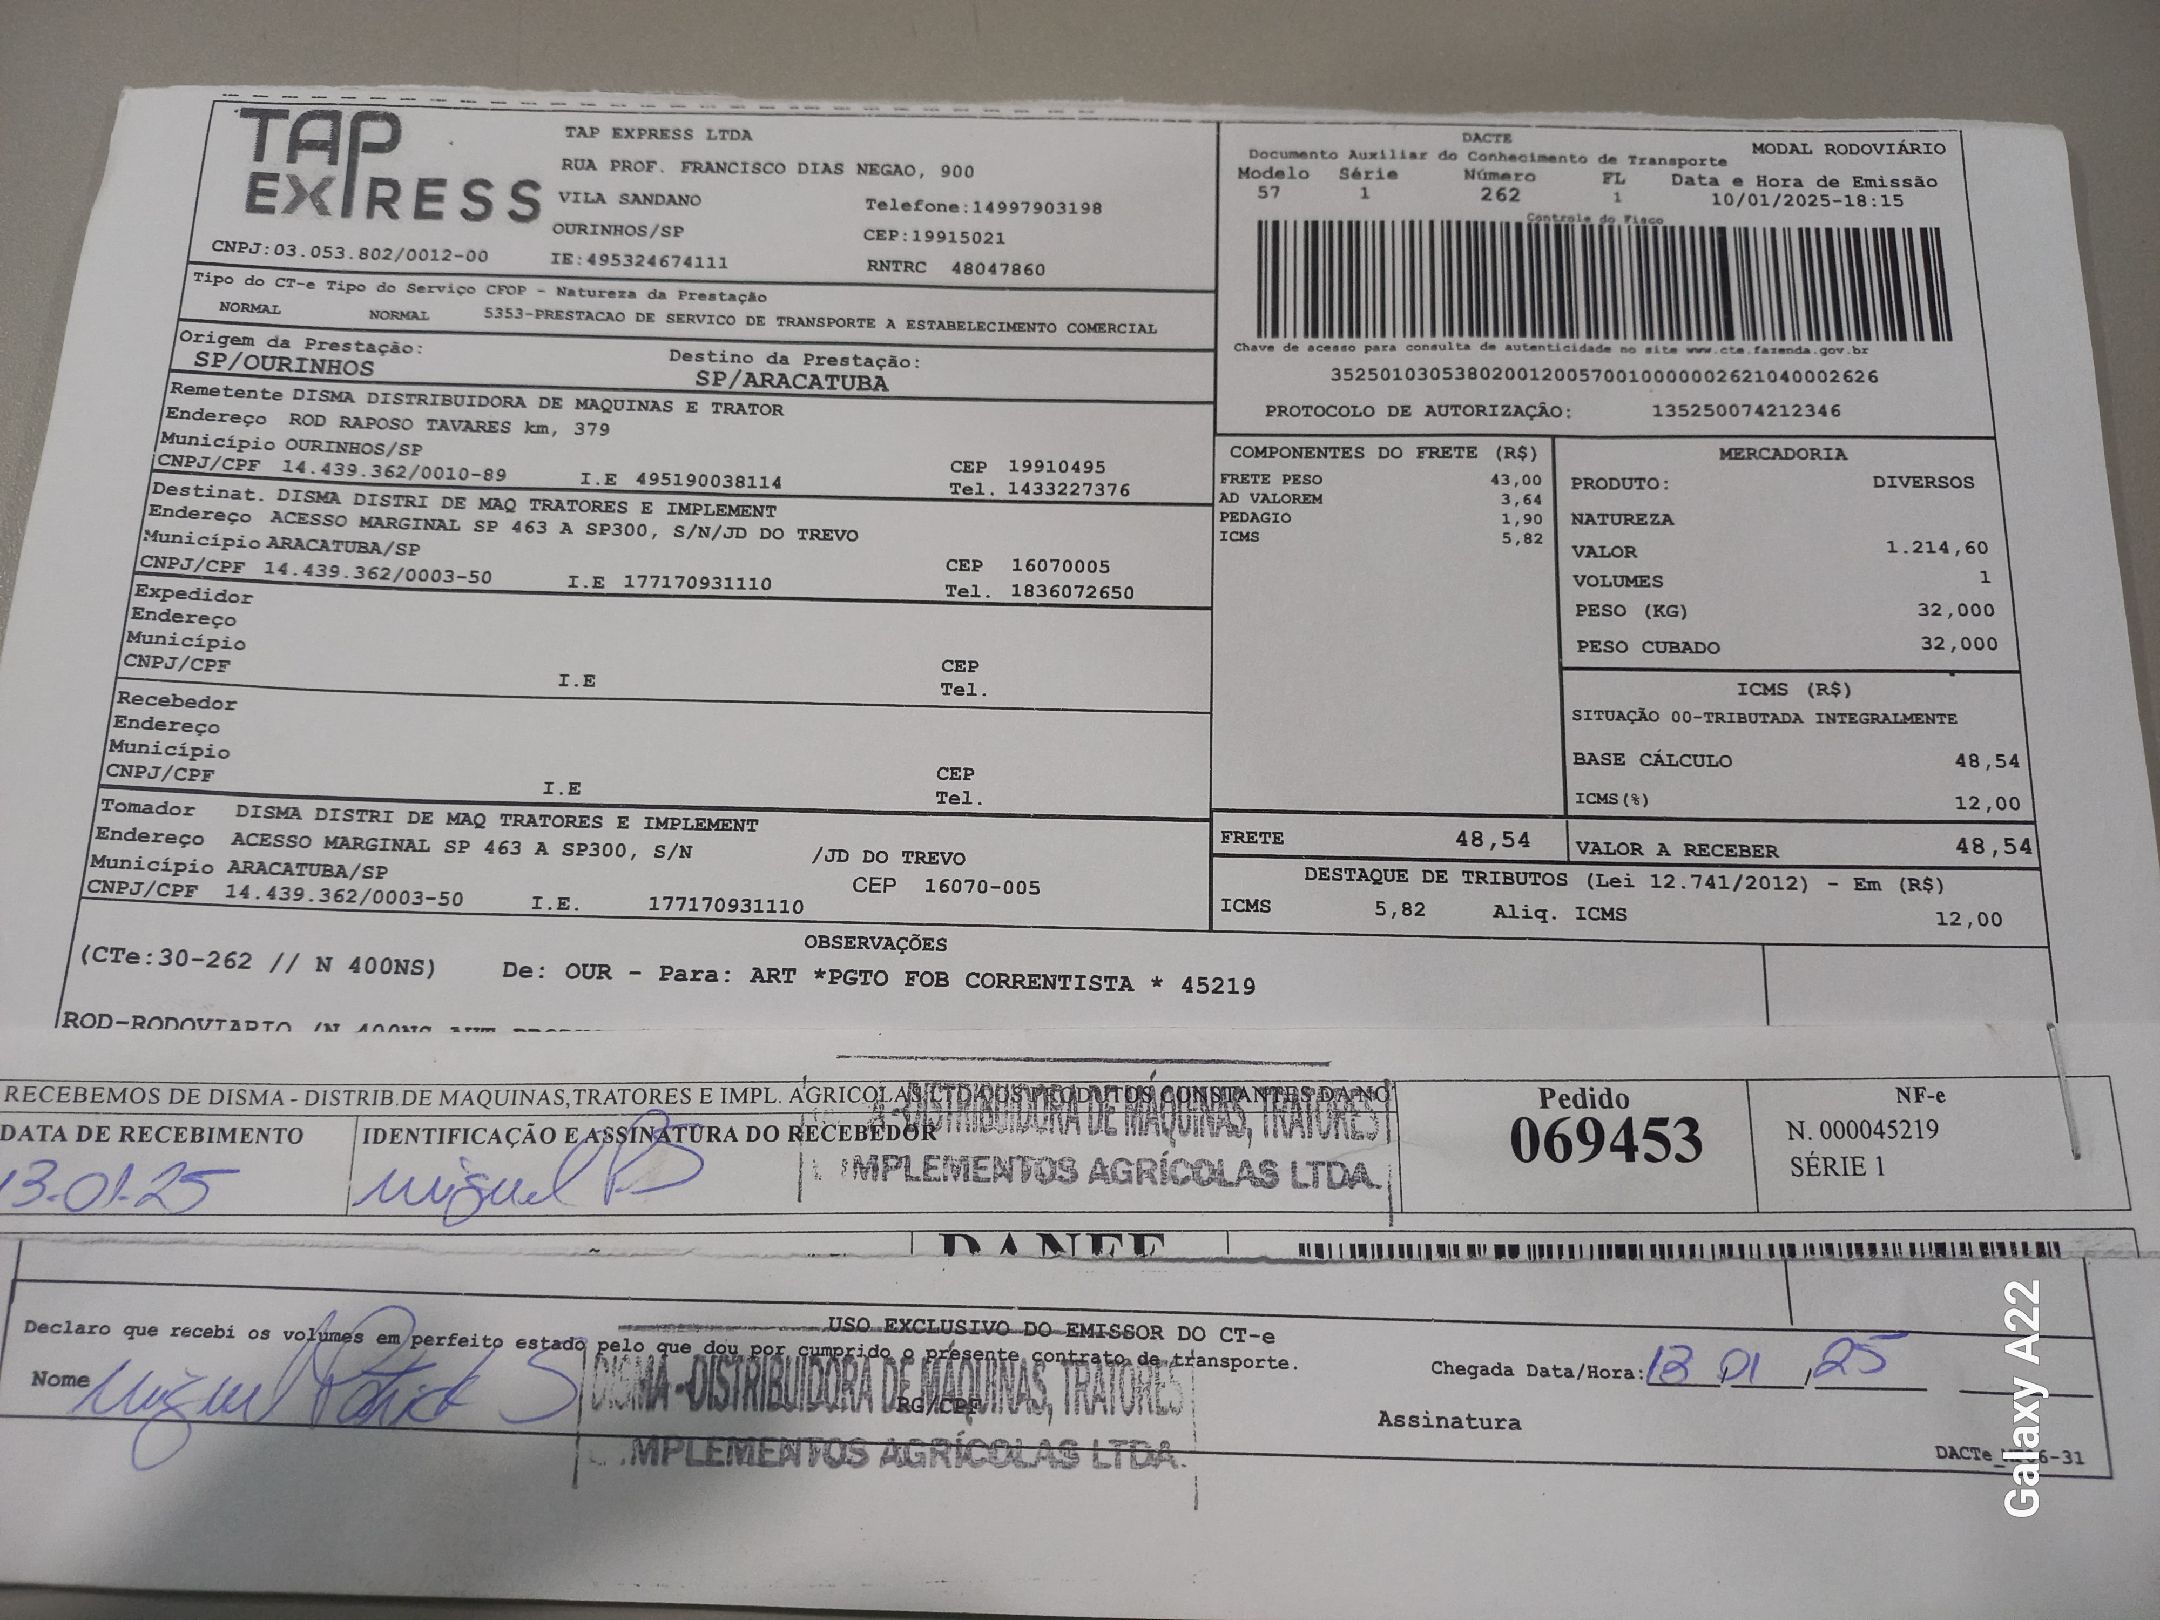 TAP EXPRESS
TAP EXPRESS LTDA
RUA PROF. FRANCISCO DIAS NEGAO, 900
VILA SANDANO
Telefone:14997903198
OURINHOS/SP
CEP:19915021
CNPJ:03.053.802/0012-00
IE:495324674111
RNTRC 48047860
DACTE
MODAL RODOVIÁRIO
Documento Auxiliar do Conhecimento de Transporte
Modelo Série Número FL Data e Hora de Emissão
57 1 262 1 10/01/2025-18:15
Controle do Fisco
Chave de acesso para consulta de autenticidade no site www.cte.fazenda.gov.br
35250103053802001200570010000002621040002626
PROTOCOLO DE AUTORIZAÇÃO: 135250074212346
Tipo do CT-e Tipo do Serviço CFOP - Natureza da Prestação
NORMAL NORMAL 5353-PRESTACAO DE SERVICO DE TRANSPORTE A ESTABELECIMENTO COMERCIAL
Origem da Prestação: Destino da Prestação:
SP/OURINHOS SP/ARACATUBA
Remetente DISMA DISTRIBUIDORA DE MAQUINAS E TRATOR
Endereço ROD RAPOSO TAVARES km, 379
Município OURINHOS/SP CEP 19910495
CNPJ/CPF 14.439.362/0010-89 I.E 495190038114 Tel. 1433227376
Destinat. DISMA DISTRI DE MAQ TRATORES E IMPLEMENT
Endereço ACESSO MARGINAL SP 463 A SP300, S/N/JD DO TREVO
Município ARACATUBA/SP CEP 16070005
CNPJ/CPF 14.439.362/0003-50 I.E 177170931110 Tel. 1836072650
Expedidor
Endereço
Município CEP
CNPJ/CPF I.E Tel.
Recebedor
Endereço
Município CEP
CNPJ/CPF I.E Tel.
Tomador DISMA DISTRI DE MAQ TRATORES E IMPLEMENT
Endereço ACESSO MARGINAL SP 463 A SP300, S/N /JD DO TREVO
Município ARACATUBA/SP CEP 16070-005
CNPJ/CPF 14.439.362/0003-50 I.E. 177170931110
COMPONENTES DO FRETE (R$)
FRETE PESO 43,00
AD VALOREM 3,64
PEDAGIO 1,90
ICMS 5,82
MERCADORIA
PRODUTO: DIVERSOS
NATUREZA
VALOR 1.214,60
VOLUMES 1
PESO (KG) 32,000
PESO CUBADO 32,000
ICMS (R$)
SITUAÇÃO 00-TRIBUTADA INTEGRALMENTE
BASE CÁLCULO 48,54
ICMS(%) 12,00
FRETE 48,54 VALOR A RECEBER 48,54
DESTAQUE DE TRIBUTOS (Lei 12.741/2012) - Em (R$)
ICMS 5,82 Aliq. ICMS 12,00
OBSERVAÇÕES
(CTe:30-262 // N 400NS) De: OUR - Para: ART *PGTO FOB CORRENTISTA * 45219
ROD-RODOVIARIO /N 400NS
RECEBEMOS DE DISMA - DISTRIB.DE MAQUINAS,TRATORES E IMPL. AGRICOLAS LTDA OS PRODUTOS CONSTANTES DA NO
DATA DE RECEBIMENTO IDENTIFICAÇÃO E ASSINATURA DO RECEBEDOR
13-01-25 Miguel PS
DISTRIBUIDORA DE MÁQUINAS, TRATORES
MPLEMENTOS AGRÍCOLAS LTDA.
Pedido
069453
NF-e
N. 000045219
SÉRIE 1
DANFE
USO EXCLUSIVO DO EMISSOR DO CT-e
Declaro que recebi os volumes em perfeito estado pelo que dou por cumprido o presente contrato de transporte.
Nome Miguel Patrick S
RG/CPF
DISMA -DISTRIBUIDORA DE MÁQUINAS, TRATORES
MPLEMENTOS AGRÍCOLAS LTDA.
Chegada Data/Hora: 13 01 25
Assinatura
Galaxy A22